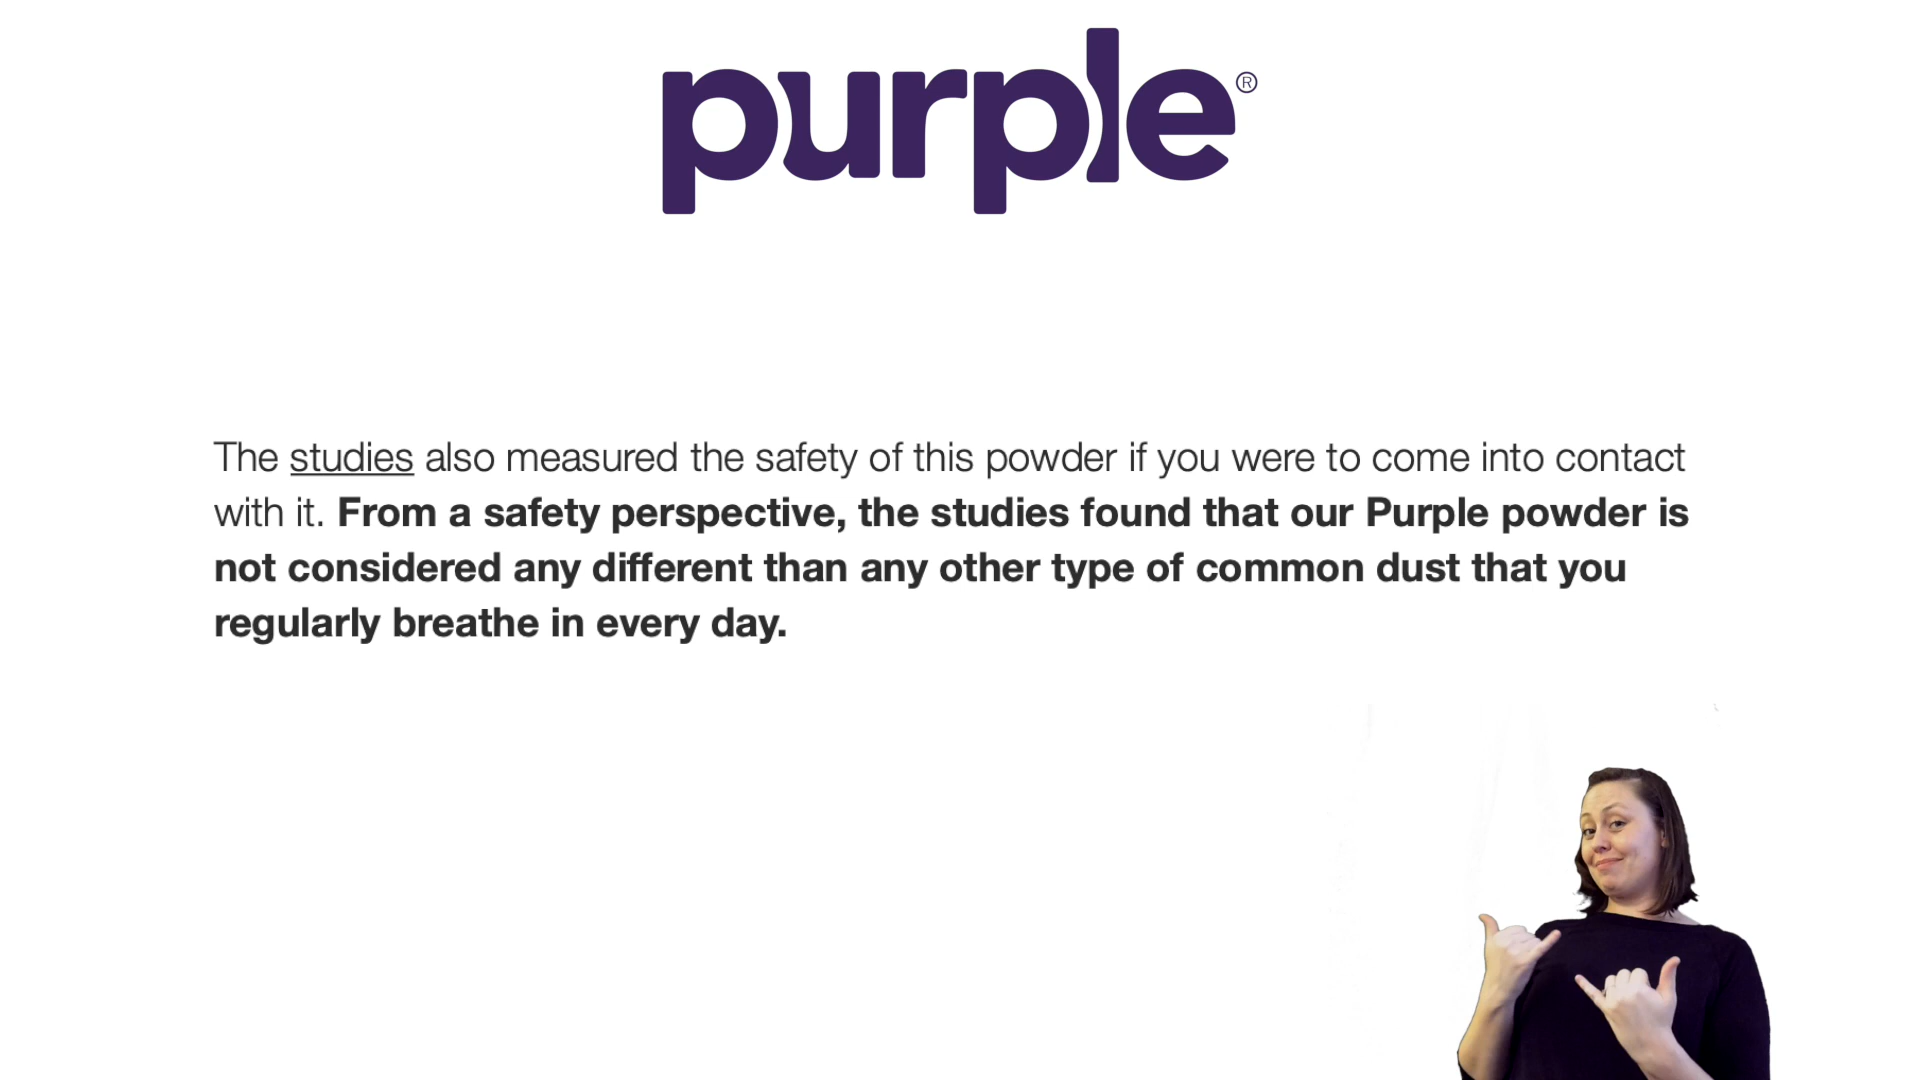 purple®
The studies also measured the safety of this powder if you were to come into contact
with it. From a safety perspective, the studies found that our Purple powder is
not considered any different than any other type of common dust that you
regularly breathe in every day.